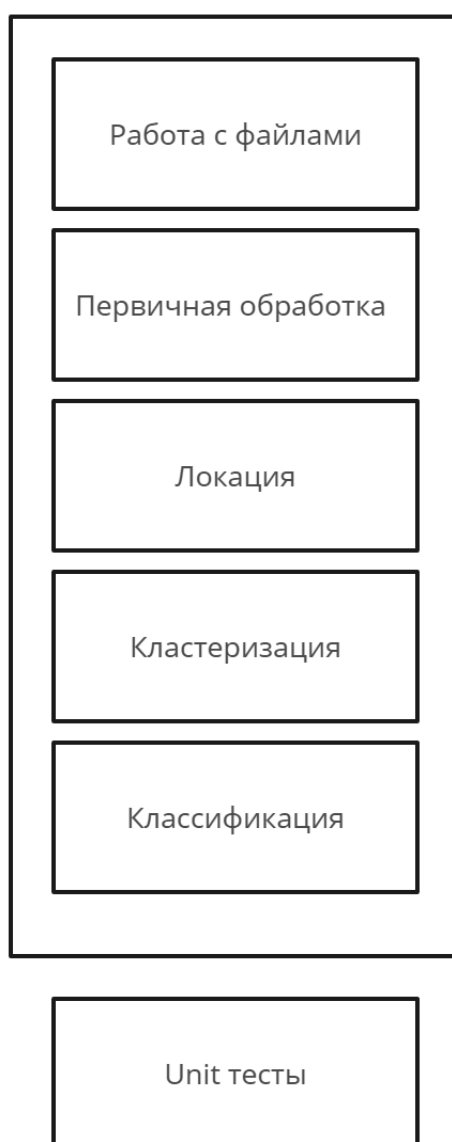 Работа с файлами
Первичная обработка
Локация
Кластеризация
Классификация
Unit тесты